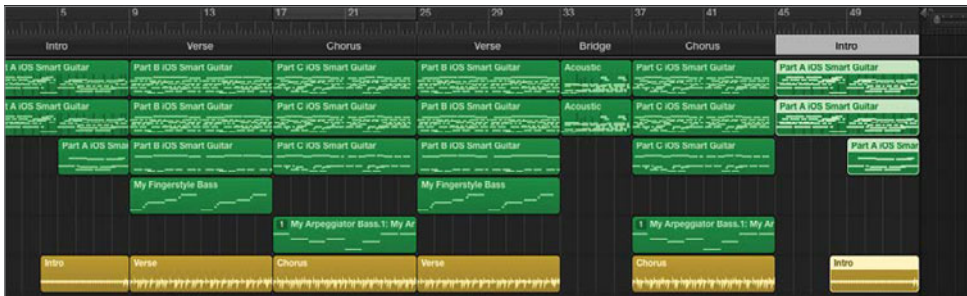 5 9 13 17 21 25 29 33 37 41 45 49
Intro Verse Chorus Verse Bridge Chorus Intro
t A iOS Smart Guitar Part B iOS Smart Guitar Part C iOS Smart Guitar Part B iOS Smart Guitar Acoustic Part C iOS Smart Guitar Part A iOS Smart Guitar
t A iOS Smart Guitar Part B iOS Smart Guitar Part C iOS Smart Guitar Part B iOS Smart Guitar Acoustic Part C iOS Smart Guitar Part A iOS Smart Guitar
Part A iOS Smar Part B iOS Smart Guitar Part C iOS Smart Guitar Part B iOS Smart Guitar Part C iOS Smart Guitar Part A iOS Smar
My Fingerstyle Bass My Fingerstyle Bass
1 My Arpeggiator Bass.1: My Ar 1 My Arpeggiator Bass.1: My Ar
Intro Verse Chorus Verse Chorus Intro